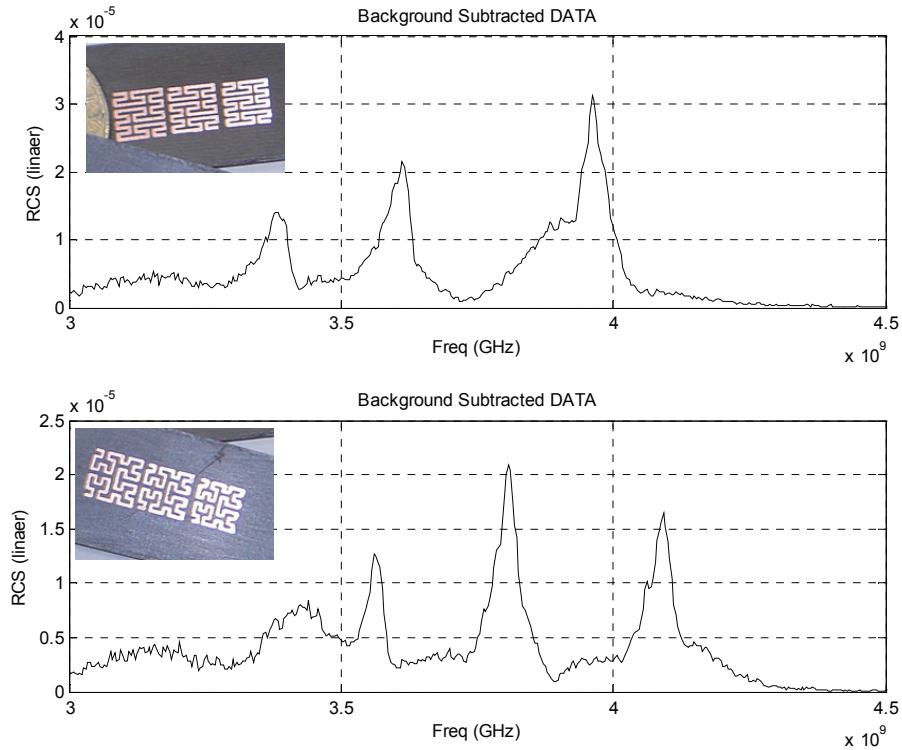 Background Subtracted DATA
x 10^-5
4
3
2
1
0
RCS (linaer)
3
3.5
4
4.5
Freq (GHz)
x 10^9
Background Subtracted DATA
x 10^-5
2.5
2
1.5
1
0.5
0
RCS (linaer)
3
3.5
4
4.5
Freq (GHz)
x 10^9